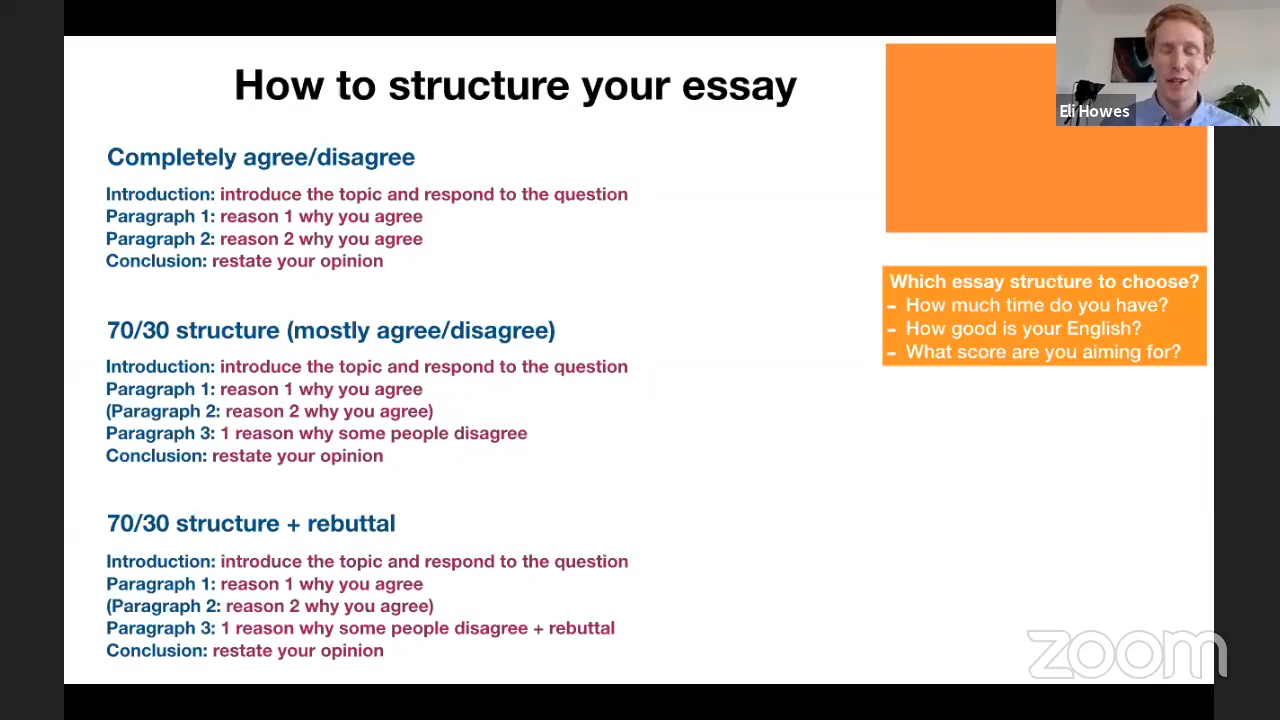 How to structure your essay
Eli Howes
Completely agree/disagree
Introduction: introduce the topic and respond to the question
Paragraph 1: reason 1 why you agree
Paragraph 2: reason 2 why you agree
Conclusion: restate your opinion
Which essay structure to choose?
- How much time do you have?
- How good is your English?
- What score are you aiming for?
70/30 structure (mostly agree/disagree)
Introduction: introduce the topic and respond to the question
Paragraph 1: reason 1 why you agree
(Paragraph 2: reason 2 why you agree)
Paragraph 3: 1 reason why some people disagree
Conclusion: restate your opinion
70/30 structure + rebuttal
Introduction: introduce the topic and respond to the question
Paragraph 1: reason 1 why you agree
(Paragraph 2: reason 2 why you agree)
Paragraph 3: 1 reason why some people disagree + rebuttal
Conclusion: restate your opinion
zoom